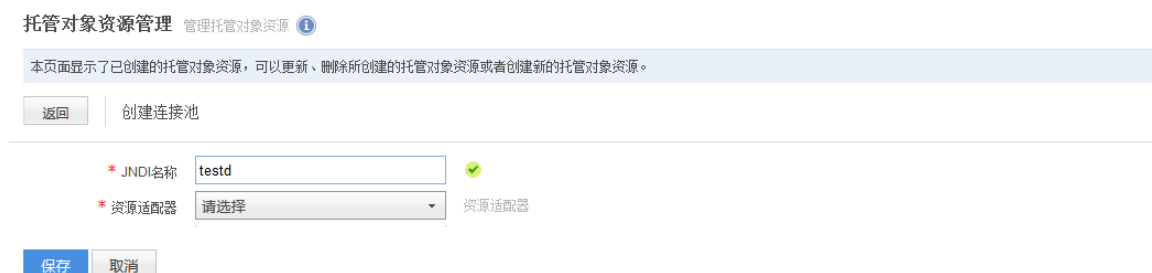 托管对象资源管理 管理托管对象资源
本页面显示了已创建的托管对象资源，可以更新、删除所创建的托管对象资源或者创建新的托管对象资源。
返回 创建连接池
* JNDI名称 testd
* 资源适配器 请选择 资源适配器
保存 取消